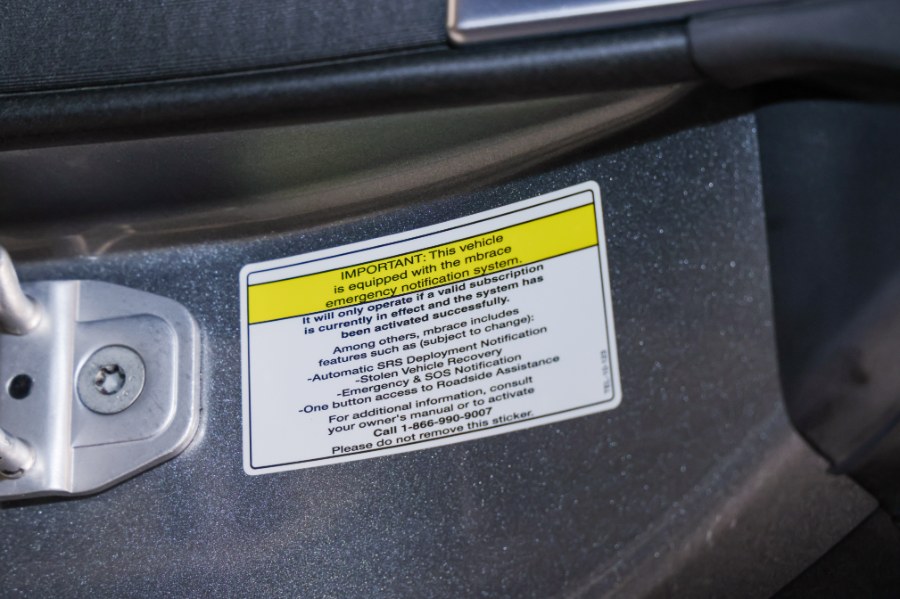 IMPORTANT: This vehicle
is equipped with the mbrace
emergency notification system.
It will only operate if a valid subscription
is currently in effect and the system has
been activated successfully.
Among others, mbrace includes
features such as (subject to change):
-Automatic SRS Deployment Notification
-Stolen Vehicle Recovery
-Emergency & SOS Notification
-One button access to Roadside Assistance
For additional information, consult
your owner's manual or to activate
Call 1-866-990-9007
Please do not remove this sticker.